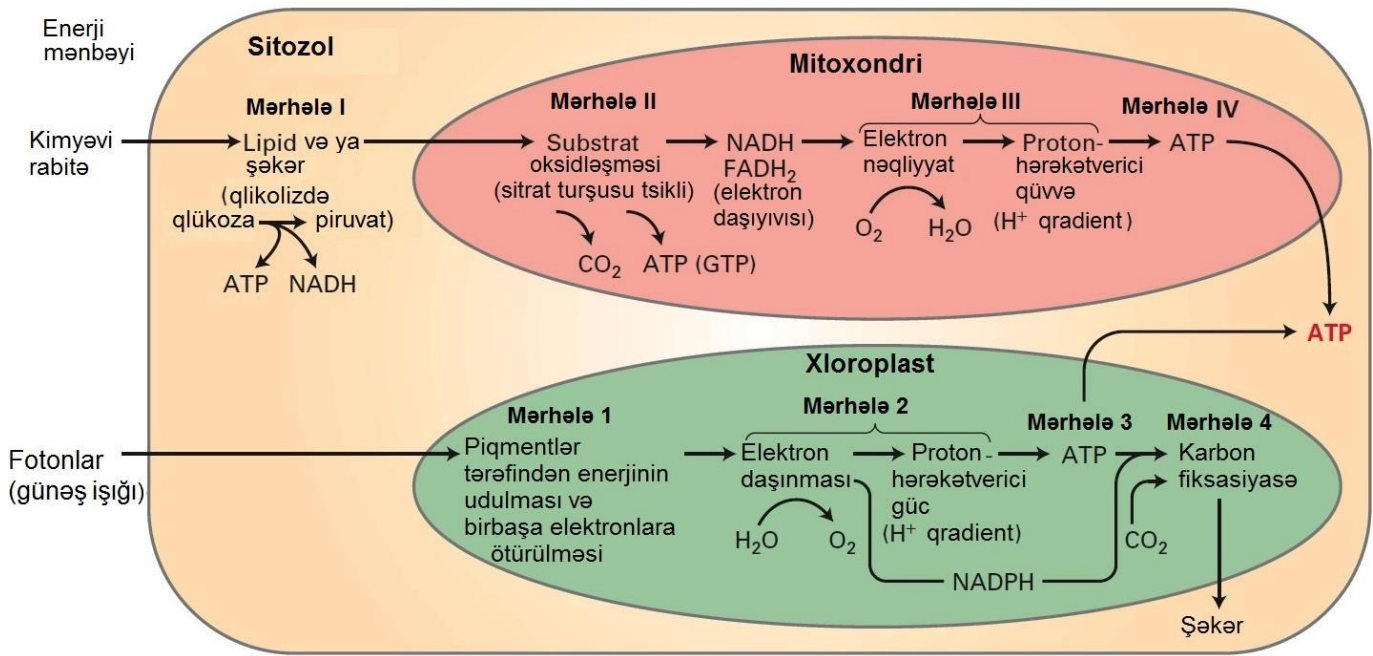 Enerji
mənbəyi
Sitozol
Mitoxondri
Mərhələ I
Mərhələ II
Mərhələ III
Mərhələ IV
Kimyəvi
rabitə
Lipid və ya
şəkər
(qlikolizdə
qlükoza
piruvat)
ATP
NADH
Substrat
oksidləşməsi
(sitrat turşusu tsikli)
CO₂
ATP (GTP)
NADH
FADH₂
(elektron
daşıyıvısı)
Elektron
nəqliyyat
O₂
H₂O
Proton-
hərəkətverici
qüvvə
(H⁺ qradient)
ATP
ATP
Xloroplast
Mərhələ 1
Mərhələ 2
Mərhələ 3
Mərhələ 4
Fotonlar
(günəş işığı)
Piqmentlər
tərəfindən enerjinin
udulması və
birbaşa elektronlara
ötürülməsi
Elektron
daşınması
H₂O
O₂
Proton-
hərəkətverici
güc
(H⁺ qradient)
NADPH
ATP
Karbon
fiksasiyasə
CO₂
Şəkər